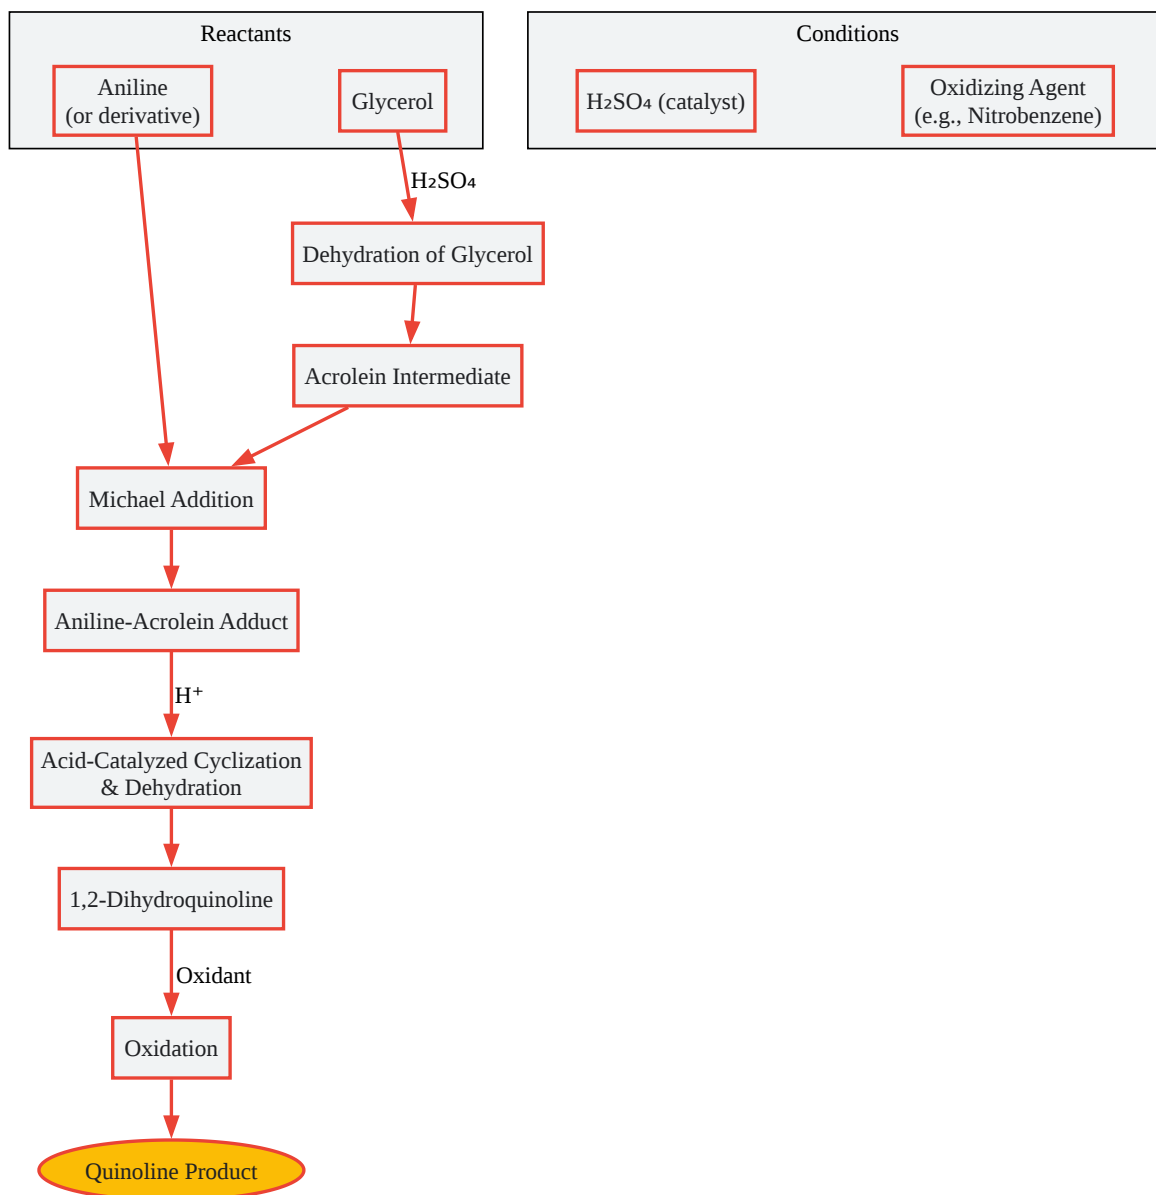 Reactants
Conditions
Aniline
(or derivative)
Glycerol
H₂SO₄ (catalyst)
Oxidizing Agent
(e.g., Nitrobenzene)
H₂SO₄
Dehydration of Glycerol
Acrolein Intermediate
Michael Addition
Aniline-Acrolein Adduct
H⁺
Acid-Catalyzed Cyclization
& Dehydration
1,2-Dihydroquinoline
Oxidant
Oxidation
Quinoline Product